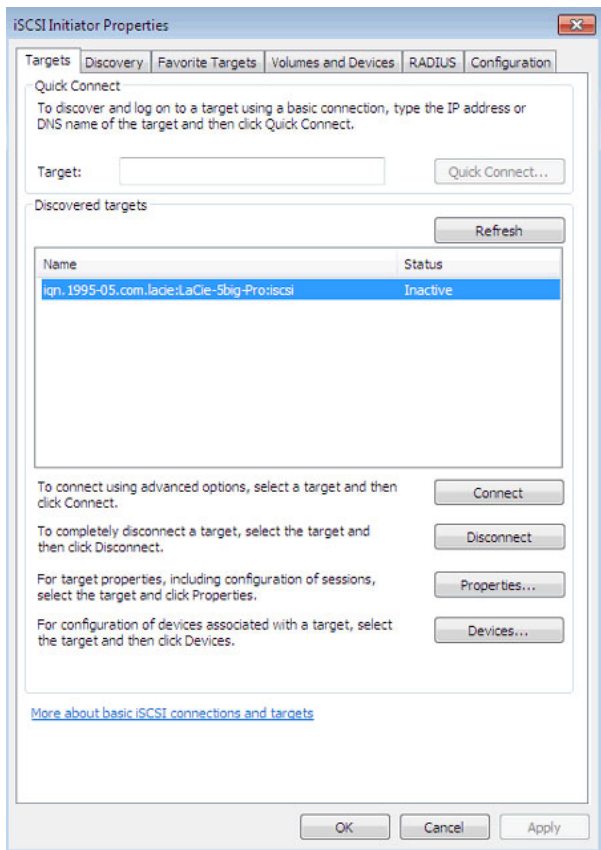 iSCSI Initiator Properties
Targets Discovery Favorite Targets Volumes and Devices RADIUS Configuration
Quick Connect
To discover and log on to a target using a basic connection, type the IP address or
DNS name of the target and then click Quick Connect.
Target: Quick Connect...
Discovered targets
Refresh
Name Status
iqn.1995-05.com.lacie:LaCie-5big-Pro:iscsi Inactive
To connect using advanced options, select a target and then
click Connect.
Connect
To completely disconnect a target, select the target and
then click Disconnect.
Disconnect
For target properties, including configuration of sessions,
select the target and click Properties.
Properties...
For configuration of devices associated with a target, select
the target and then click Devices.
Devices...
More about basic iSCSI connections and targets
OK Cancel Apply